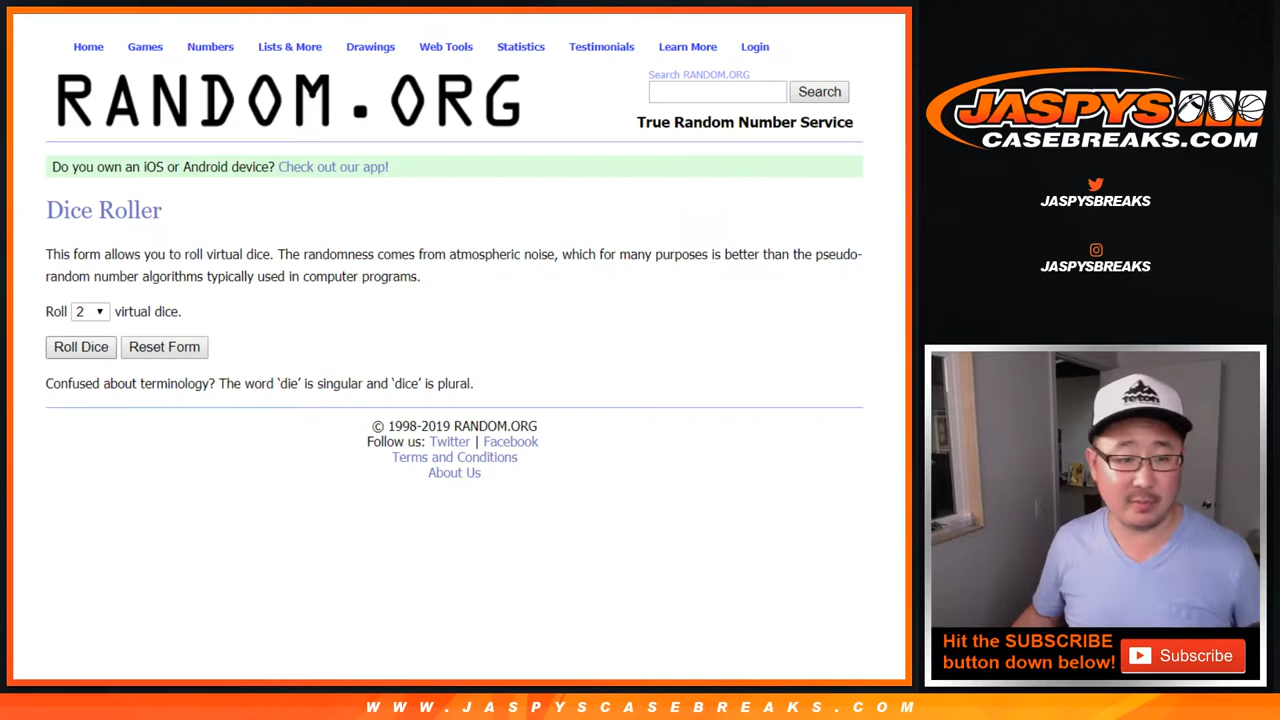 Home Games Numbers Lists & More Drawings Web Tools Statistics Testimonials Learn More Login
RANDOM.ORG
Search RANDOM.ORG
Search
True Random Number Service
Do you own an iOS or Android device? Check out our app!
Dice Roller
This form allows you to roll virtual dice. The randomness comes from atmospheric noise, which for many purposes is better than the pseudo-
random number algorithms typically used in computer programs.
Roll 2 virtual dice.
Roll Dice Reset Form
Confused about terminology? The word ‘die’ is singular and ‘dice’ is plural.
© 1998-2019 RANDOM.ORG
Follow us: Twitter | Facebook
Terms and Conditions
About Us
JASPYS
CASEBREAKS.COM
JASPYSBREAKS
JASPYSBREAKS
TETON
Hit the SUBSCRIBE
button down below!
Subscribe
WWW.JASPYSCASEBREAKS.COM